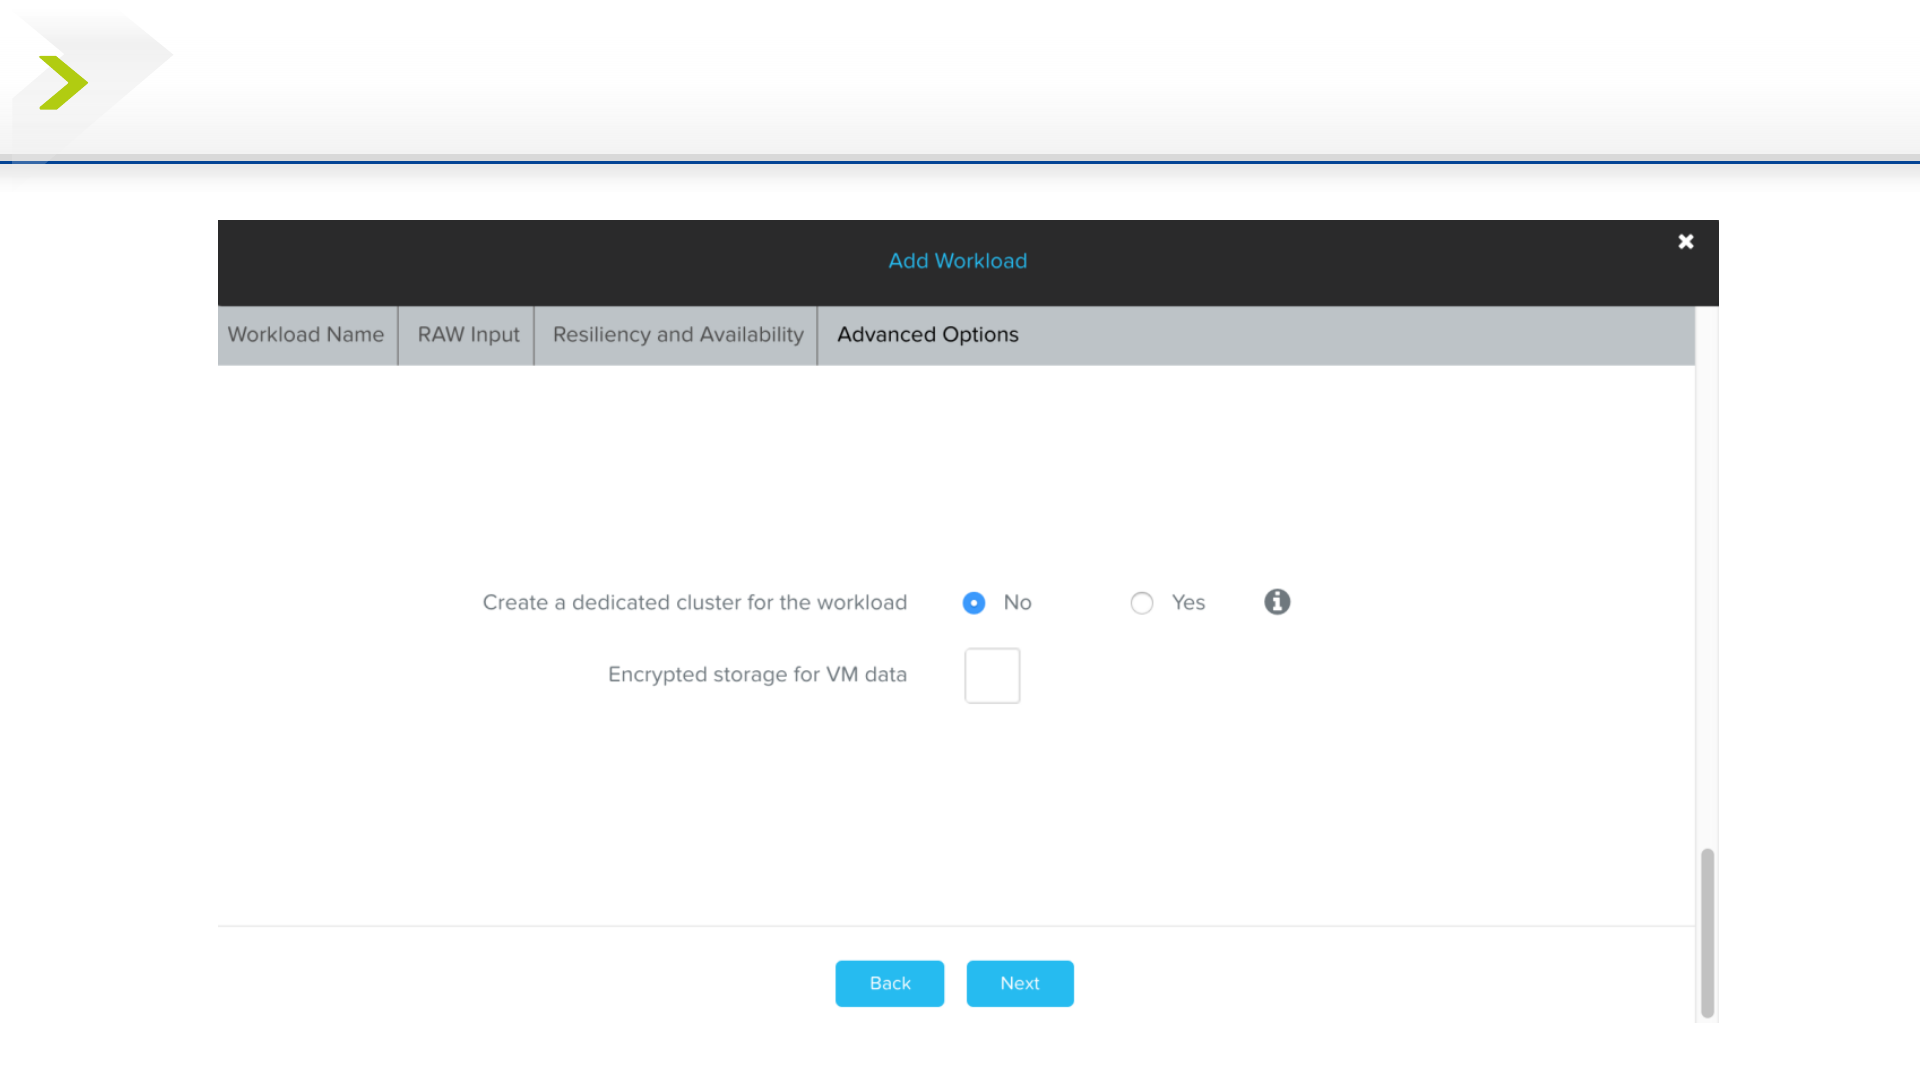 Add Workload
Workload Name RAW Input Resiliency and Availability Advanced Options
Create a dedicated cluster for the workload No Yes
Encrypted storage for VM data
Back Next